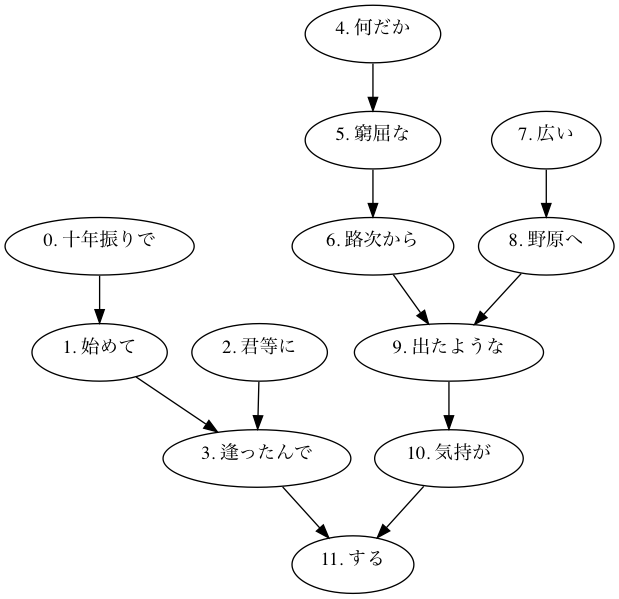 4. 何だか
5. 窮屈な
7. 広い
0. 十年振りで
6. 路次から
8. 野原へ
1. 始めて
2. 君等に
9. 出たような
3. 逢ったんで
10. 気持が
11. する